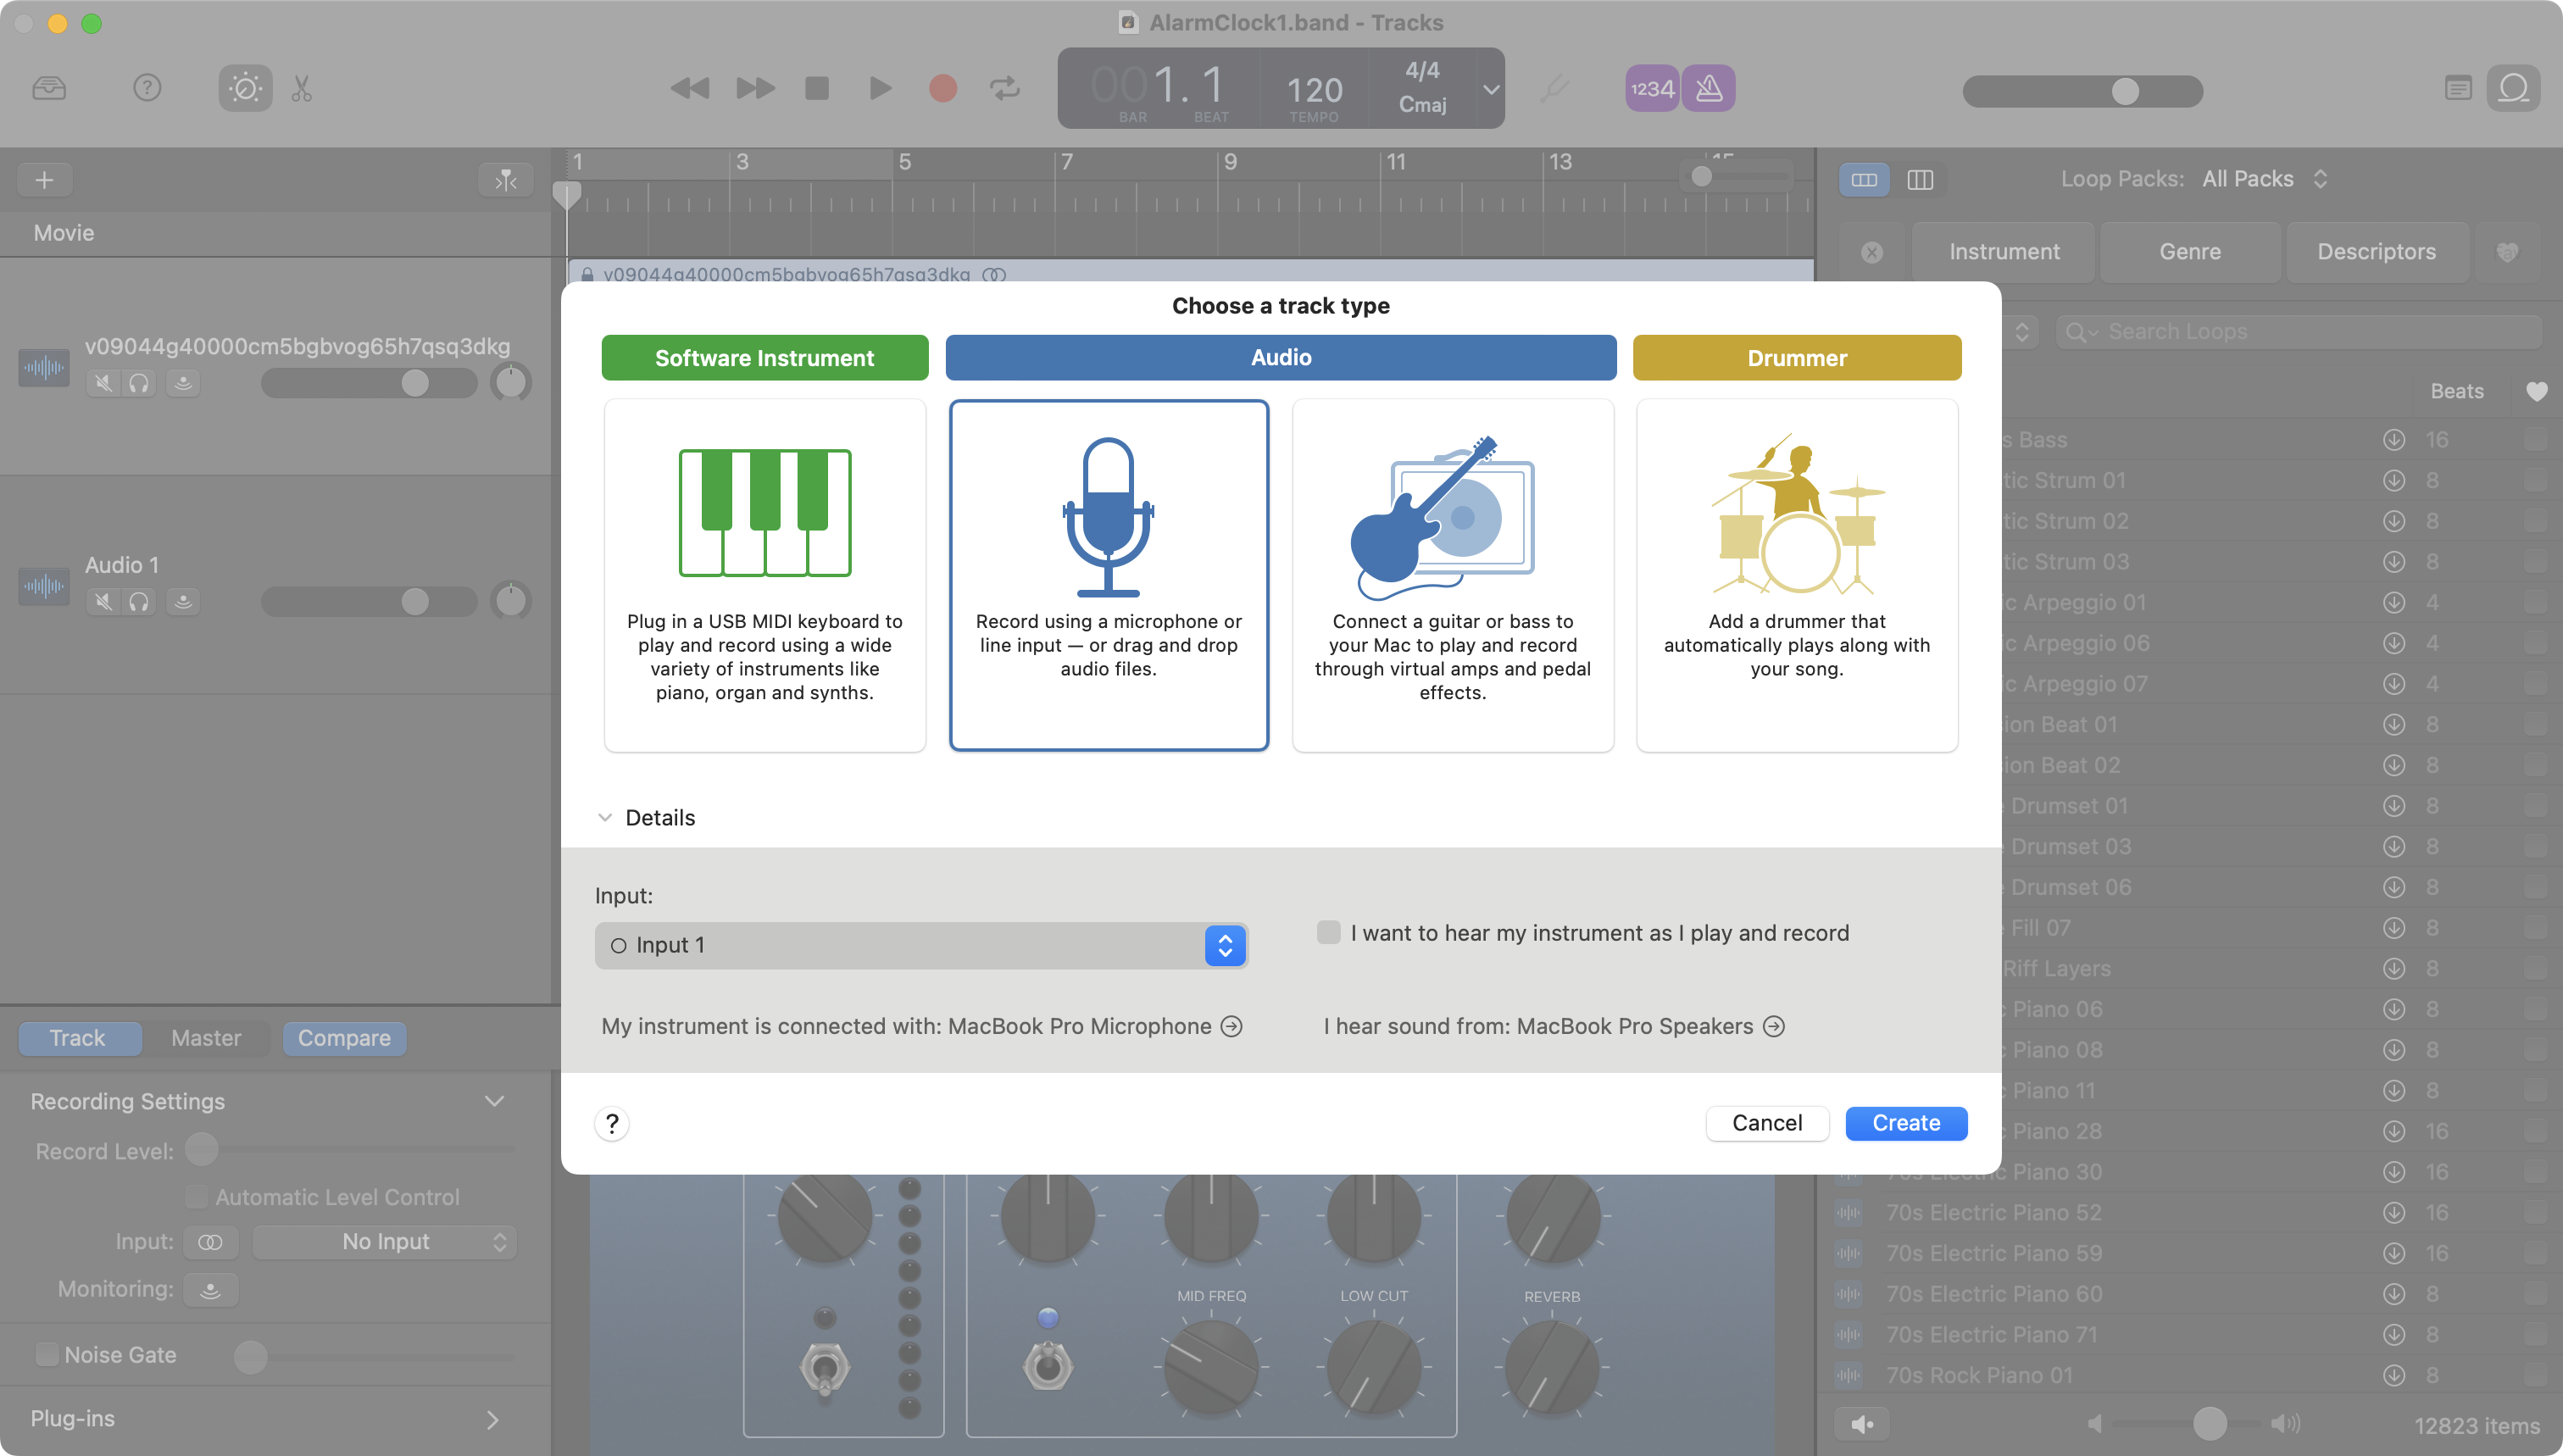 AlarmClock1.band - Tracks
001. 1
BAR
BEAT
120
TEMPO
4/4
Cmaj
1234
1
3
5
7
9
11
13
15
Movie
v09044g40000cm5bgbvog65h7qsq3dkg
v09044g40000cm5bgbvog65h7qsq3dkg
Audio 1
Loop Packs: All Packs
Instrument
Genre
Descriptors
Search Loops
Beats
Choose a track type
Software Instrument
Audio
Drummer
Plug in a USB MIDI keyboard to
play and record using a wide
variety of instruments like
piano, organ and synths.
Record using a microphone or
line input — or drag and drop
audio files.
Connect a guitar or bass to
your Mac to play and record
through virtual amps and pedal
effects.
Add a drummer that
automatically plays along with
your song.
Details
Input:
Input 1
I want to hear my instrument as I play and record
My instrument is connected with: MacBook Pro Microphone
I hear sound from: MacBook Pro Speakers
?
Cancel
Create
s Bass 16
tic Strum 01 8
tic Strum 02 8
tic Strum 03 8
ic Arpeggio 01 4
ic Arpeggio 06 4
ic Arpeggio 07 4
sion Beat 01 8
sion Beat 02 8
Drumset 01 8
Drumset 03 8
Drumset 06 8
Fill 07 8
Riff Layers 8
c Piano 06 8
c Piano 08 8
c Piano 11 8
c Piano 28 16
70s Electric Piano 30 16
70s Electric Piano 52 16
70s Electric Piano 59 16
70s Electric Piano 60 8
70s Electric Piano 71 8
70s Rock Piano 01 8
12823 items
Track
Master
Compare
Recording Settings
Record Level:
Automatic Level Control
Input:
No Input
Monitoring:
Noise Gate
Plug-ins
MID FREQ
LOW CUT
REVERB